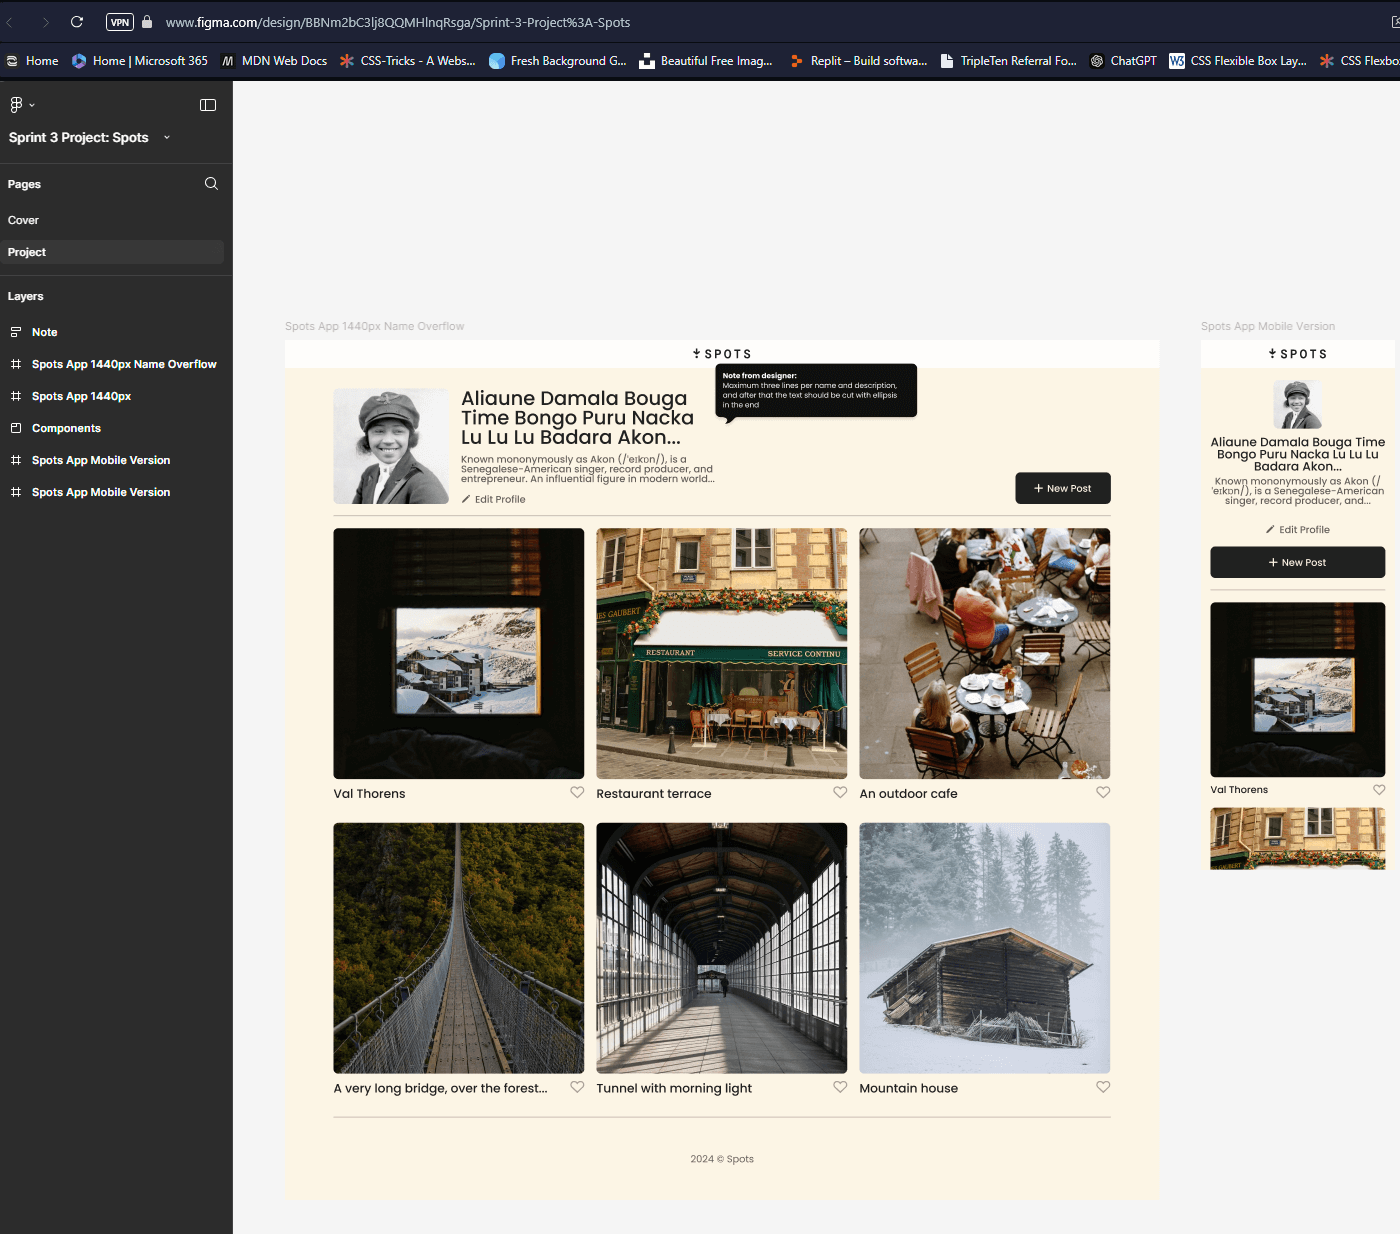 VPN
www.figma.com/design/BBNm2bC3lj8QQMHlnqRsga/Sprint-3-Project%3A-Spots
Home
Home | Microsoft 365
MDN Web Docs
CSS-Tricks - A Webs...
Fresh Background G...
Beautiful Free Imag...
Replit – Build softwa...
TripleTen Referral Fo...
ChatGPT
CSS Flexible Box Lay...
CSS Flexbo
Sprint 3 Project: Spots
Pages
Cover
Project
Layers
Note
Spots App 1440px Name Overflow
Spots App 1440px
Components
Spots App Mobile Version
Spots App Mobile Version
Spots App 1440px Name Overflow
SPOTS
Note from designer:
Maximum three lines per name and description,
and after that the text should be cut with ellipsis
in the end
Aliaune Damala Bouga
Time Bongo Puru Nacka
Lu Lu Lu Badara Akon...
Known mononymously as Akon (/ˈeɪkɒn/), is a
Senegalese-American singer, record producer, and
entrepreneur. An influential figure in modern world...
Edit Profile
+ New Post
ES GAUBERT
RESTAURANT
SERVICE CONTINU
Val Thorens
Restaurant terrace
An outdoor cafe
A very long bridge, over the forest...
Tunnel with morning light
Mountain house
2024 © Spots
Spots App Mobile Version
SPOTS
Aliaune Damala Bouga Time
Bongo Puru Nacka Lu Lu Lu
Badara Akon...
Known mononymously as Akon (/
ˈeɪkɒn/), is a Senegalese-American
singer, record producer, and...
Edit Profile
+ New Post
Val Thorens
GAUBERT